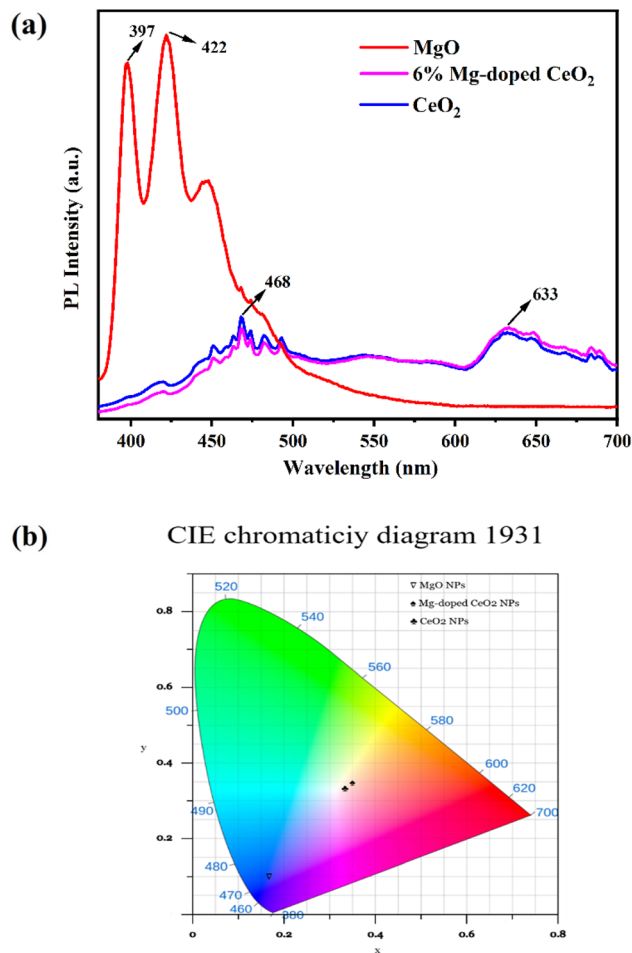 (a)
397
422
MgO
6% Mg-doped CeO₂
CeO₂
468
633
PL Intensity (a.u.)
400 450 500 550 600 650 700
Wavelength (nm)
(b)
CIE chromaticiy diagram 1931
MgO NPs
Mg-doped CeO2 NPs
CeO2 NPs
520
540
560
580
600
620
700
500
490
480
470
460
380
0.8
0.6
y
0.4
0.2
0 0.2 0.4 0.6 0.8
x